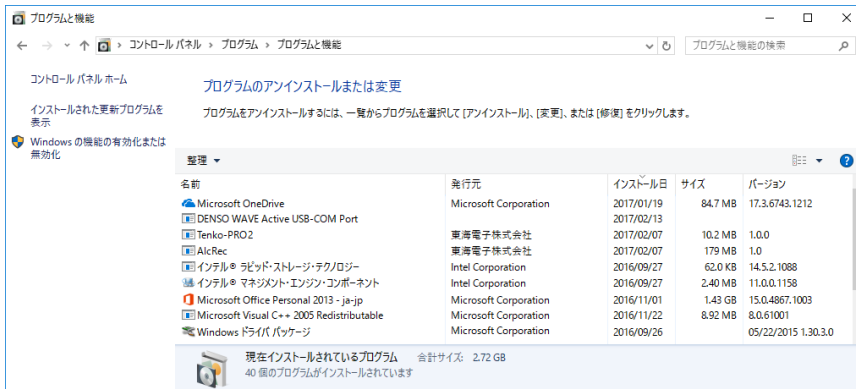 プログラムと機能
コントロール パネル › プログラム › プログラムと機能
プログラムと機能の検索
コントロール パネル ホーム
インストールされた更新プログラムを
表示
Windows の機能の有効化または
無効化
プログラムのアンインストールまたは変更
プログラムをアンインストールするには、一覧からプログラムを選択して [アンインストール]、[変更]、または [修復] をクリックします。
整理
名前 発行元 インストール日 サイズ バージョン
Microsoft OneDrive Microsoft Corporation 2017/01/19 84.7 MB 17.3.6743.1212
DENSO WAVE Active USB-COM Port 2017/02/13
Tenko-PRO2 東海電子株式会社 2017/02/07 10.2 MB 1.0.0
AlcRec 東海電子株式会社 2017/02/07 179 MB 1.0
インテル® ラピッド・ストレージ・テクノロジー Intel Corporation 2016/09/27 62.0 KB 14.5.2.1088
インテル® マネジメント・エンジン・コンポーネント Intel Corporation 2016/09/27 2.40 MB 11.0.0.1158
Microsoft Office Personal 2013 - ja-jp Microsoft Corporation 2016/11/01 1.43 GB 15.0.4867.1003
Microsoft Visual C++ 2005 Redistributable Microsoft Corporation 2016/11/22 8.92 MB 8.0.61001
Windows ドライバ パッケージ Microsoft Corporation 2016/09/26 05/22/2015 1.30.3.0
現在インストールされているプログラム 合計サイズ: 2.72 GB
40 個のプログラムがインストールされています